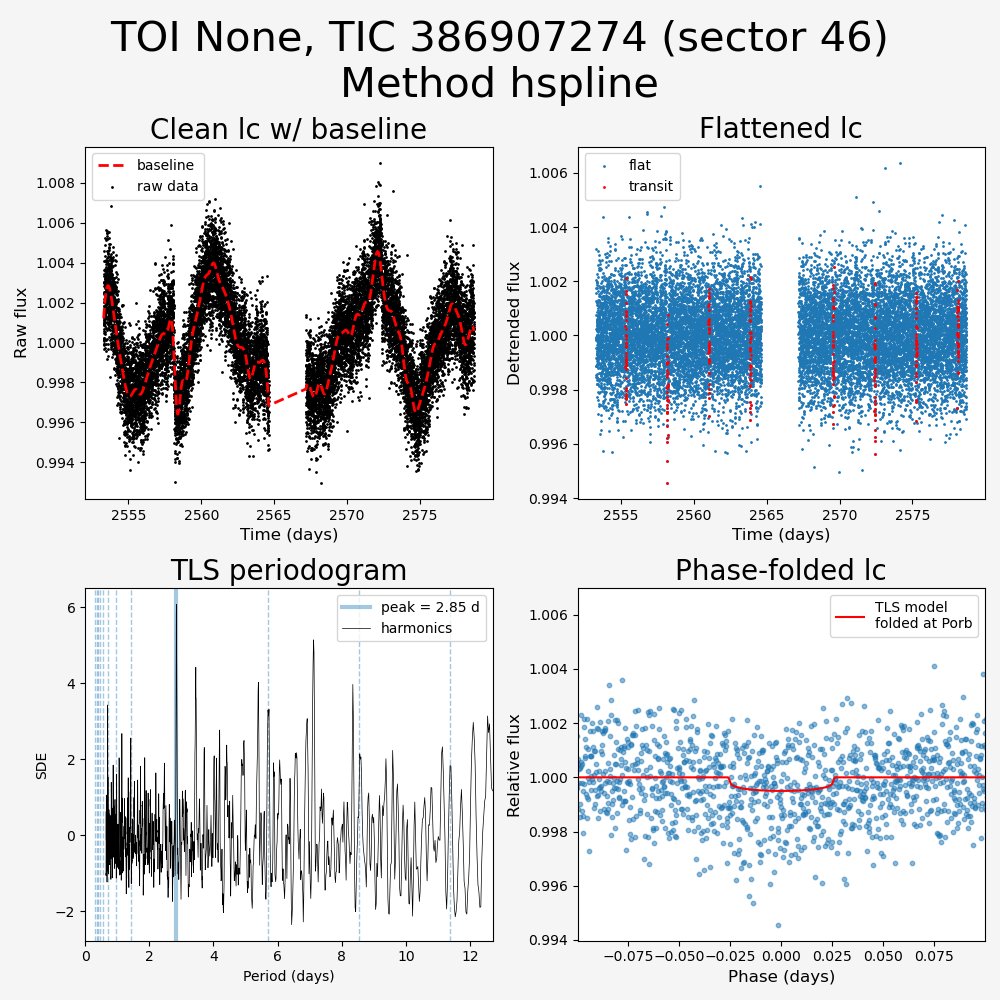 TOI None, TIC 386907274 (sector 46)
Method hspline
Clean lc w/ baseline
baseline
raw data
1.008
1.006
1.004
1.002
1.000
0.998
0.996
0.994
Raw flux
2555
2560
2565
2570
2575
Time (days)
Flattened lc
flat
transit
1.006
1.004
1.002
1.000
0.998
0.996
0.994
Detrended flux
2555
2560
2565
2570
2575
Time (days)
TLS periodogram
peak = 2.85 d
harmonics
6
4
2
0
−2
SDE
0
2
4
6
8
10
12
Period (days)
Phase-folded lc
TLS model
folded at Porb
1.006
1.004
1.002
1.000
0.998
0.996
0.994
Relative flux
−0.075
−0.050
−0.025
0.000
0.025
0.050
0.075
Phase (days)